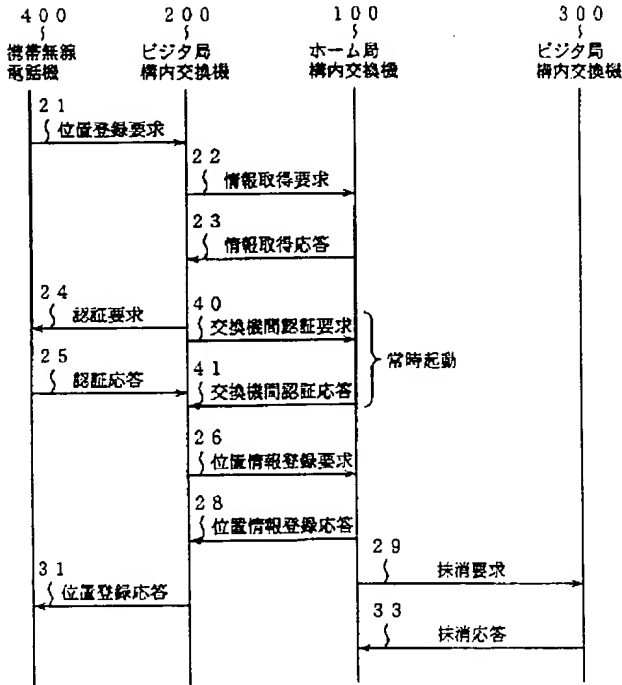 400 200 100 300
携帯無線 ビジタ局 ホーム局 ビジタ局
電話機 構内交換機 構内交換機 構内交換機
21
位置登録要求
22
情報取得要求
23
情報取得応答
24 40
認証要求 交換機間認証要求
常時起動
25 41
認証応答 交換機間認証応答
26
位置情報登録要求
28
位置情報登録応答
29
抹消要求
31
位置登録応答
33
抹消応答